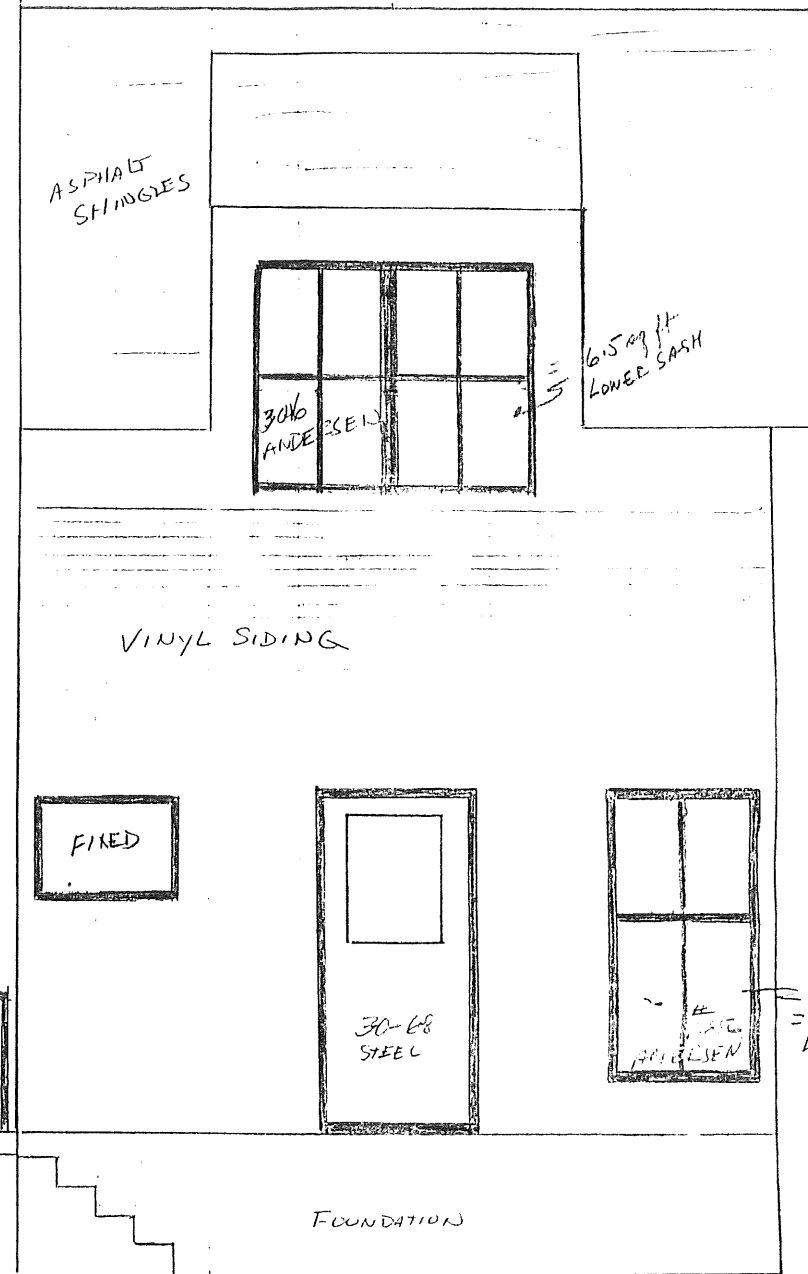 ASPHALT
SHINGLES
= 6.5 sq ft
LOWER SASH
3046
ANDERSEN
VINYL SIDING
FIXED
30-68
STEEL
#
ANDERSEN
=
FOUNDATION